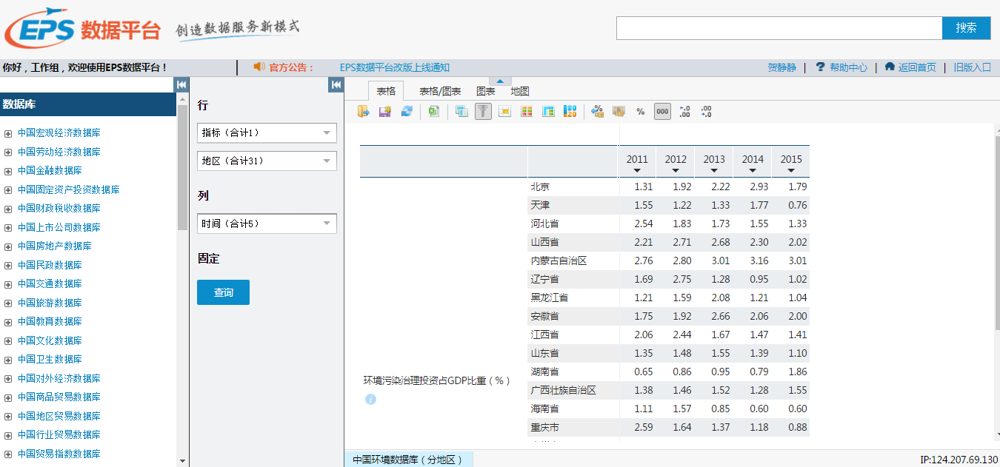 EPS 数据平台 创造数据服务新模式
搜索
你好，工作组，欢迎使用EPS数据平台！ 官方公告： EPS数据平台改版上线通知 贺静静 | ? 帮助中心 | 返回首页 | 旧版入口
数据库
中国宏观经济数据库
中国劳动经济数据库
中国金融数据库
中国固定资产投资数据库
中国财政税收数据库
中国上市公司数据库
中国房地产数据库
中国民政数据库
中国交通数据库
中国旅游数据库
中国教育数据库
中国文化数据库
中国卫生数据库
中国对外经济数据库
中国商品贸易数据库
中国地区贸易数据库
中国行业贸易数据库
中国贸易指数数据库
行
指标（合计1）
地区（合计31）
列
时间（合计5）
固定
查询
表格 表格/图表 图表 地图
% 000 .0 .00 .00 .0
2011 2012 2013 2014 2015
北京 1.31 1.92 2.22 2.93 1.79
天津 1.55 1.22 1.33 1.77 0.76
河北省 2.54 1.83 1.73 1.55 1.33
山西省 2.21 2.71 2.68 2.30 2.02
内蒙古自治区 2.76 2.80 3.01 3.16 3.01
辽宁省 1.69 2.75 1.28 0.95 1.02
黑龙江省 1.21 1.59 2.08 1.21 1.04
安徽省 1.75 1.92 2.66 2.06 2.00
江西省 2.06 2.44 1.67 1.47 1.41
山东省 1.35 1.48 1.55 1.39 1.10
湖南省 0.65 0.86 0.95 0.79 1.86
环境污染治理投资占GDP比重（%）
广西壮族自治区 1.38 1.46 1.52 1.28 1.55
海南省 1.11 1.57 0.85 0.60 0.60
重庆市 2.59 1.64 1.37 1.18 0.88
中国环境数据库（分地区）
IP:124.207.69.130